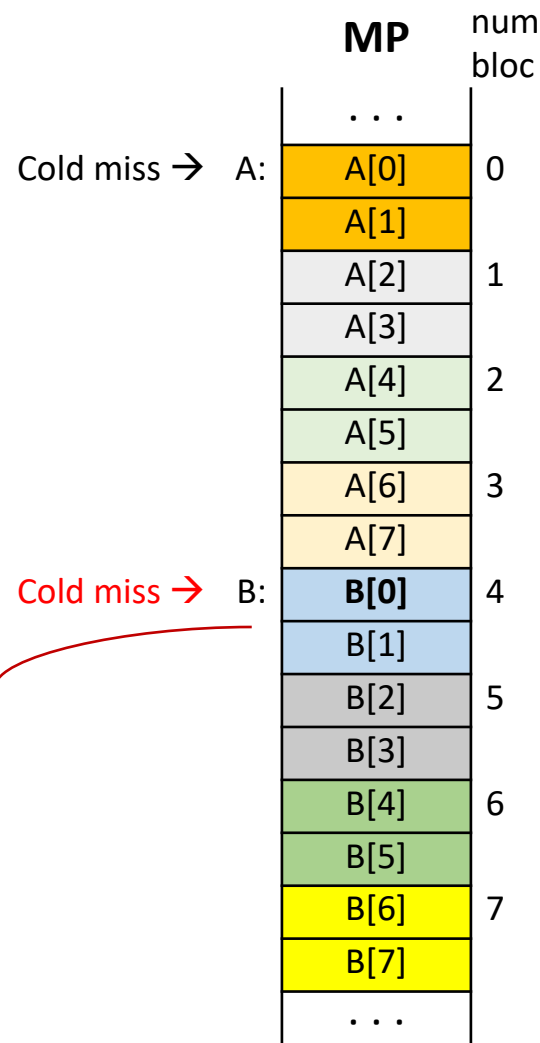 MP num
bloc
. . .
Cold miss → A: A[0] 0
A[1]
A[2] 1
A[3]
A[4] 2
A[5]
A[6] 3
A[7]
Cold miss → B: B[0] 4
B[1]
B[2] 5
B[3]
B[4] 6
B[5]
B[6] 7
B[7]
. . .